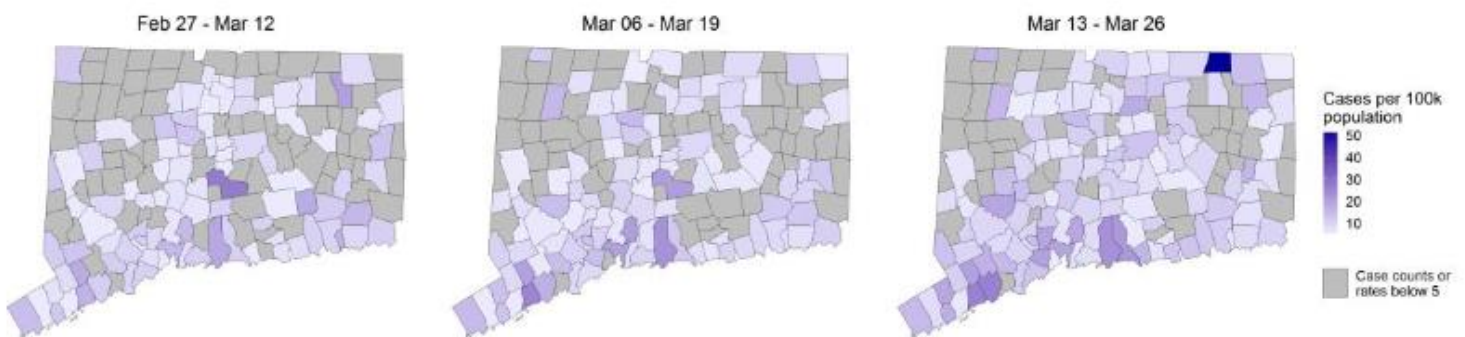 Feb 27 - Mar 12
Mar 06 - Mar 19
Mar 13 - Mar 26
Cases per 100k
population
50
40
30
20
10
Case counts or
rates below 5